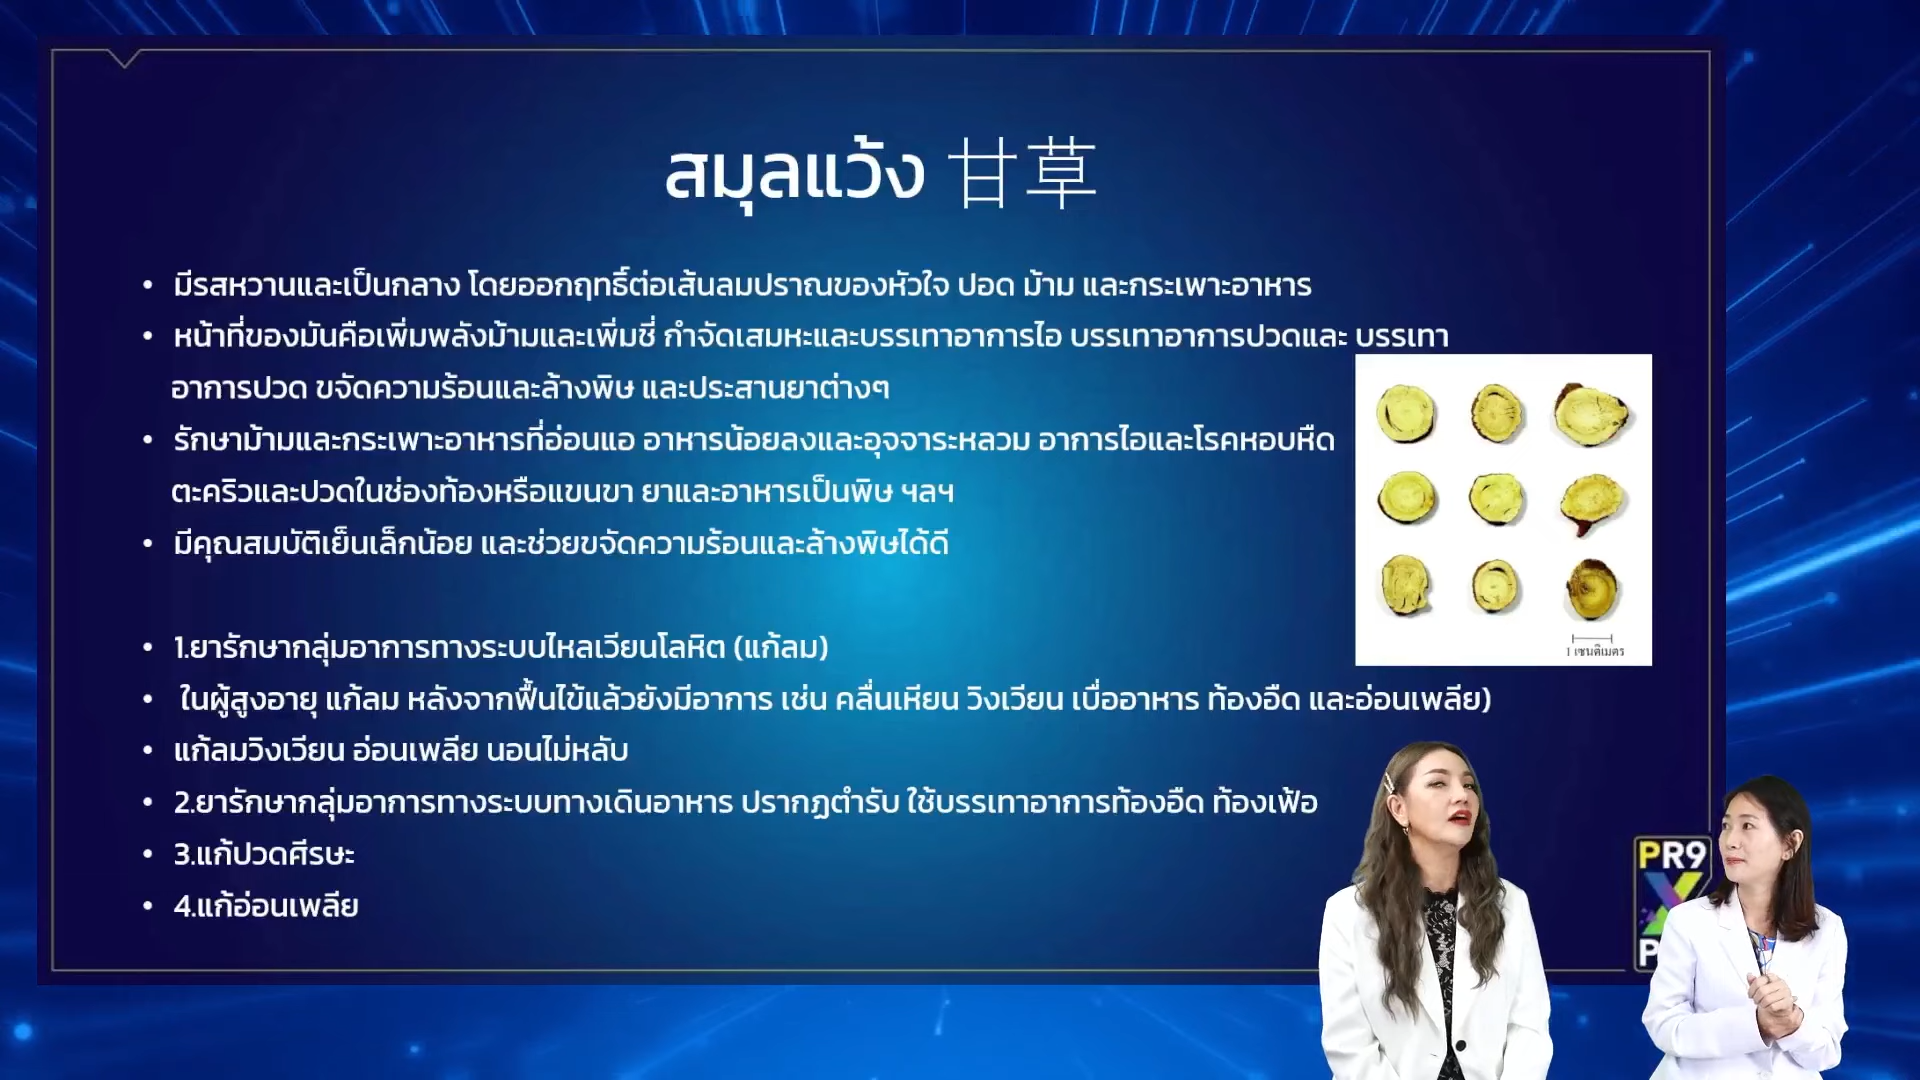 สมุลแว้ง 甘草
• มีรสหวานและเป็นกลาง โดยออกฤทธิ์ต่อเส้นลมปราณของหัวใจ ปอด ม้าม และกระเพาะอาหาร
• หน้าที่ของมันคือเพิ่มพลังม้ามและเพิ่มชี่ กำจัดเสมหะและบรรเทาอาการไอ บรรเทาอาการปวดและ บรรเทา
อาการปวด ขจัดความร้อนและล้างพิษ และประสานยาต่างๆ
• รักษาม้ามและกระเพาะอาหารที่อ่อนแอ อาหารน้อยลงและอุจจาระหลวม อาการไอและโรคหอบหืด
ตะคริวและปวดในช่องท้องหรือแขนขา ยาและอาหารเป็นพิษ ฯลฯ
• มีคุณสมบัติเย็นเล็กน้อย และช่วยขจัดความร้อนและล้างพิษได้ดี
1 เซนติเมตร
• 1.ยารักษากลุ่มอาการทางระบบไหลเวียนโลหิต (แก้ลม)
• ในผู้สูงอายุ แก้ลม หลังจากฟื้นไข้แล้วยังมีอาการ เช่น คลื่นเหียน วิงเวียน เบื่ออาหาร ท้องอืด และอ่อนเพลีย)
• แก้ลมวิงเวียน อ่อนเพลีย นอนไม่หลับ
• 2.ยารักษากลุ่มอาการทางระบบทางเดินอาหาร ปรากฏตำรับ ใช้บรรเทาอาการท้องอืด ท้องเฟ้อ
• 3.แก้ปวดศีรษะ
• 4.แก้อ่อนเพลีย
PR9
X